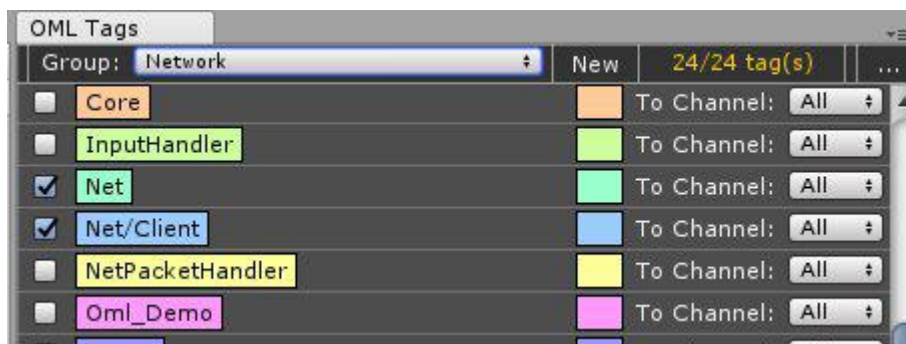 OML Tags
Group: Network New 24/24 tag(s) ...
Core To Channel: All
InputHandler To Channel: All
Net To Channel: All
Net/Client To Channel: All
NetPacketHandler To Channel: All
Oml_Demo To Channel: All